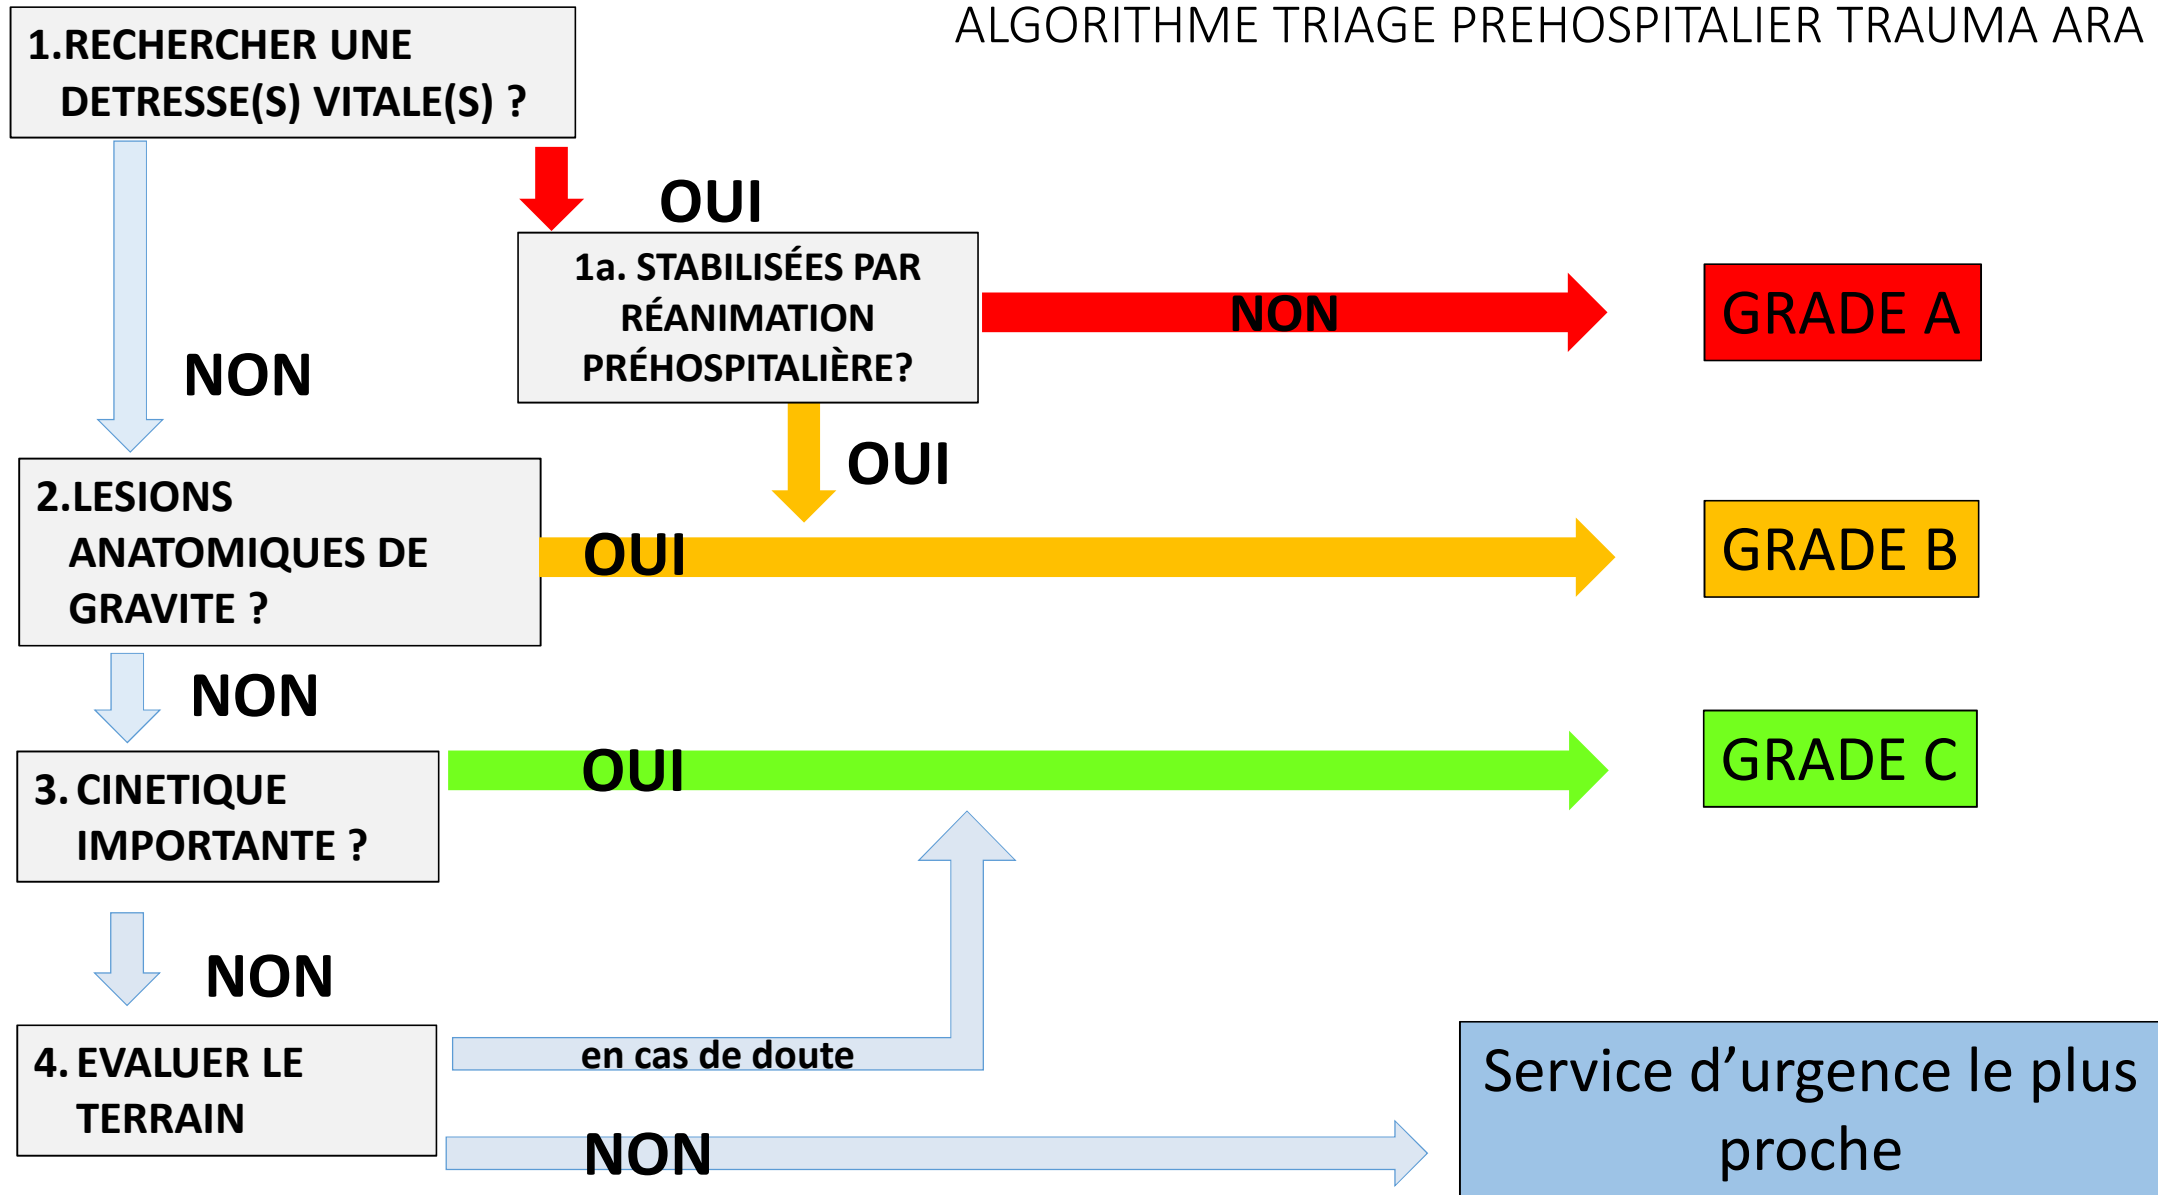 ALGORITHME TRIAGE PREHOSPITALIER TRAUMA ARA
1.RECHERCHER UNE
DETRESSE(S) VITALE(S) ?
OUI
1a. STABILISÉES PAR
RÉANIMATION
PRÉHOSPITALIÈRE?
NON
GRADE A
NON
OUI
2.LESIONS
ANATOMIQUES DE
GRAVITE ?
OUI
GRADE B
NON
3. CINETIQUE
IMPORTANTE ?
OUI
GRADE C
NON
4. EVALUER LE
TERRAIN
en cas de doute
NON
Service d’urgence le plus
proche